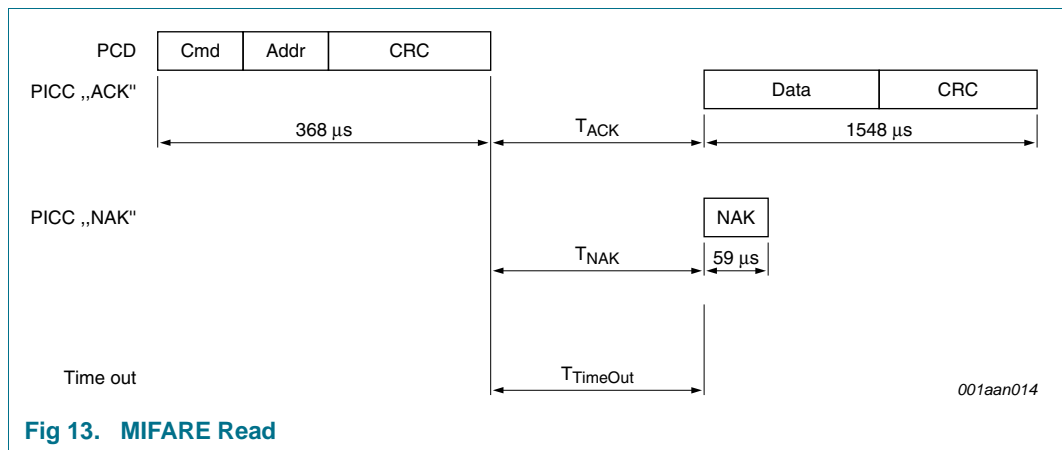 PCD Cmd Addr CRC
PICC ,,ACK" Data CRC
368 µs TACK 1548 µs
PICC ,,NAK" NAK
TNAK 59 µs
Time out TTimeOut 001aan014
Fig 13. MIFARE Read